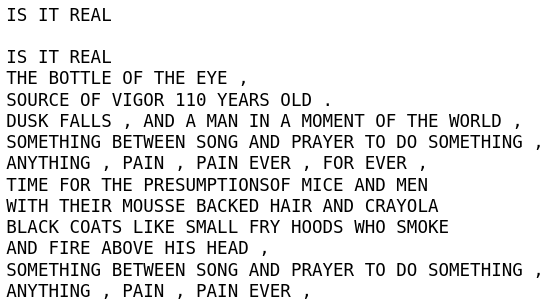 IS IT REAL

IS IT REAL
THE BOTTLE OF THE EYE ,
SOURCE OF VIGOR 110 YEARS OLD .
DUSK FALLS , AND A MAN IN A MOMENT OF THE WORLD ,
SOMETHING BETWEEN SONG AND PRAYER TO DO SOMETHING ,
ANYTHING , PAIN , PAIN EVER , FOR EVER ,
TIME FOR THE PRESUMPTIONSOF MICE AND MEN
WITH THEIR MOUSSE BACKED HAIR AND CRAYOLA
BLACK COATS LIKE SMALL FRY HOODS WHO SMOKE
AND FIRE ABOVE HIS HEAD ,
SOMETHING BETWEEN SONG AND PRAYER TO DO SOMETHING ,
ANYTHING , PAIN , PAIN EVER ,